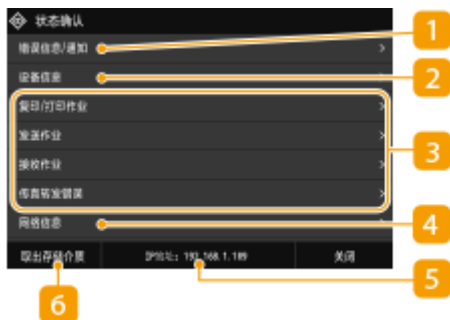 状态确认
错误信息/通知
1
设备信息
2
复印/打印作业
发送作业
接收作业
传真转发错误
3
网络信息
4
取出存储介质
IP地址: 192.168.1.189
关闭
5
6